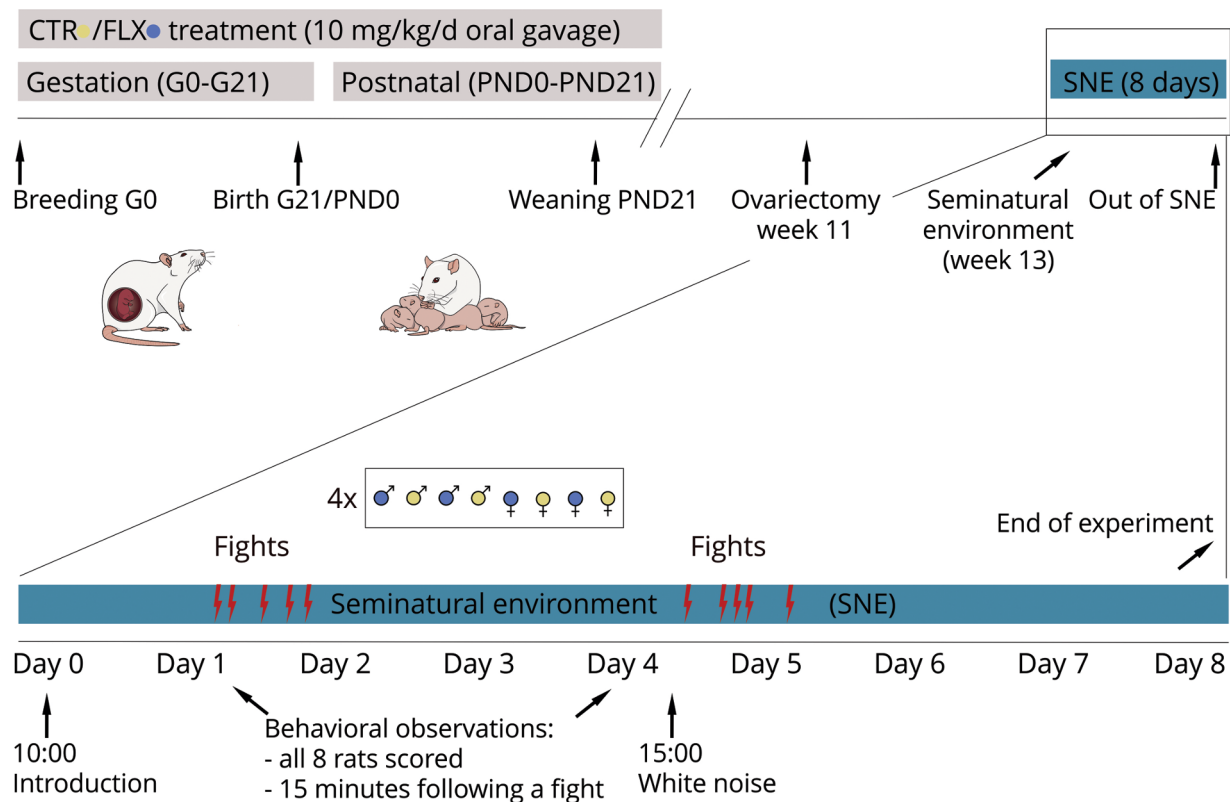 CTR /FLX treatment (10 mg/kg/d oral gavage)
Gestation (G0-G21)
Postnatal (PND0-PND21)
SNE (8 days)
Breeding G0
Birth G21/PND0
Weaning PND21
Ovariectomy
week 11
Seminatural
environment
(week 13)
Out of SNE
4x
End of experiment
Fights
Fights
Seminatural environment (SNE)
Day 0
Day 1
Day 2
Day 3
Day 4
Day 5
Day 6
Day 7
Day 8
10:00
Introduction
Behavioral observations:
- all 8 rats scored
- 15 minutes following a fight
15:00
White noise